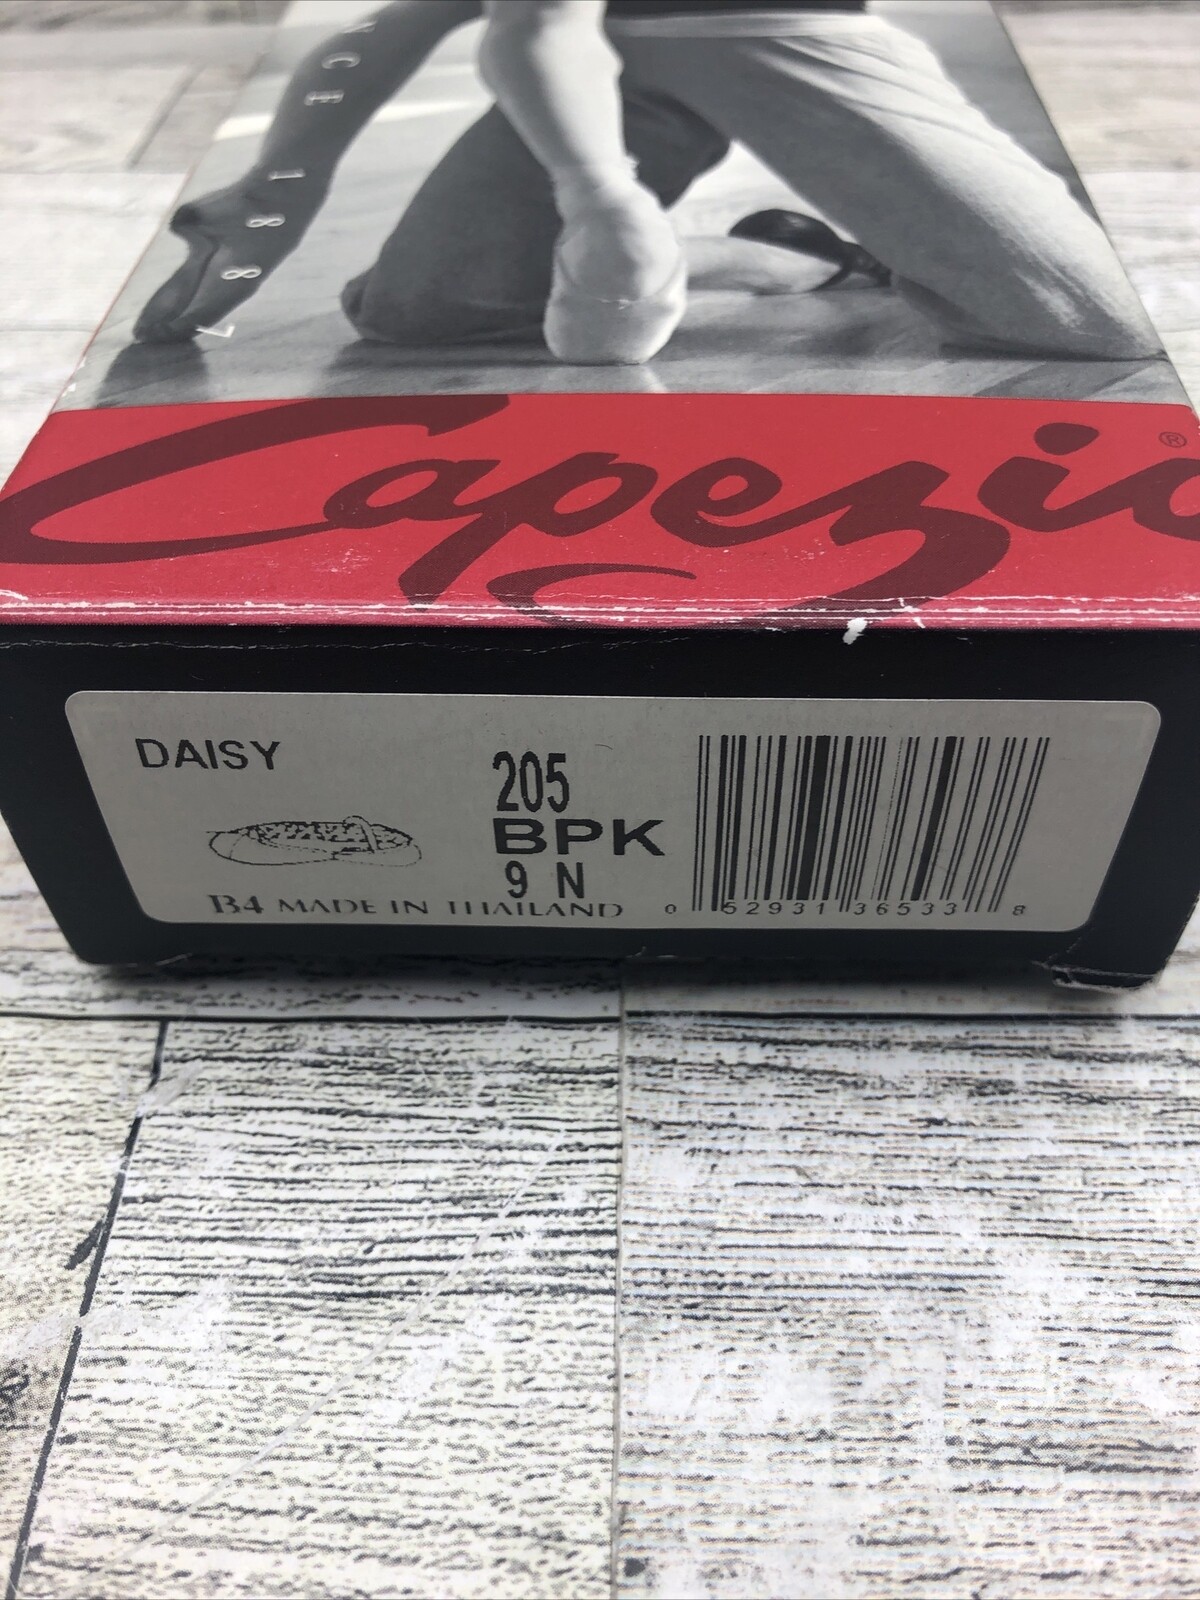 NCE 1887
Capezio®
DAISY
205
BPK
9 N
B4 MADE IN THAILAND
0 52931 36533 8